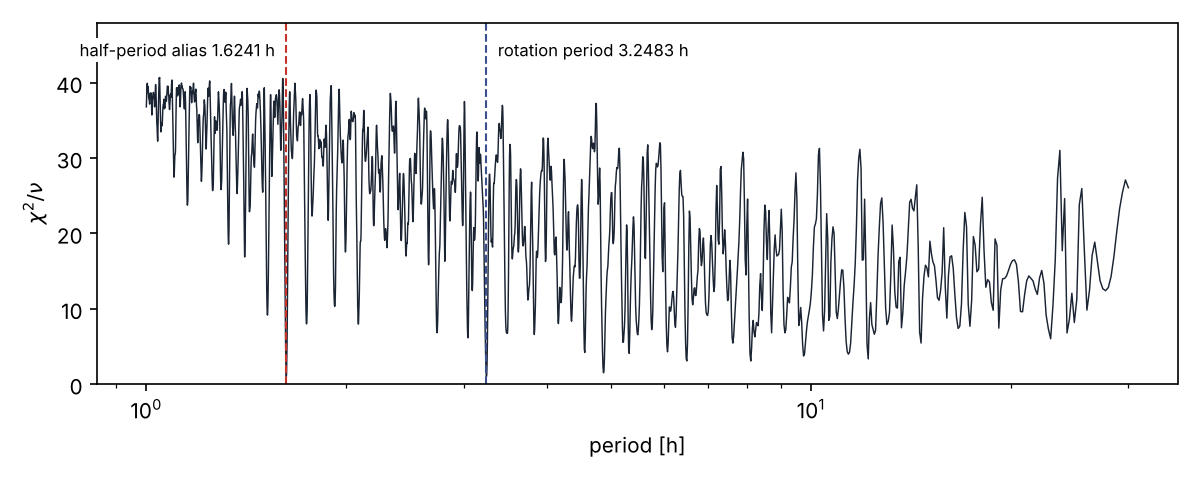 half-period alias 1.6241 h
rotation period 3.2483 h
40
30
20
10
0
χ²/ν
10⁰
10¹
period [h]